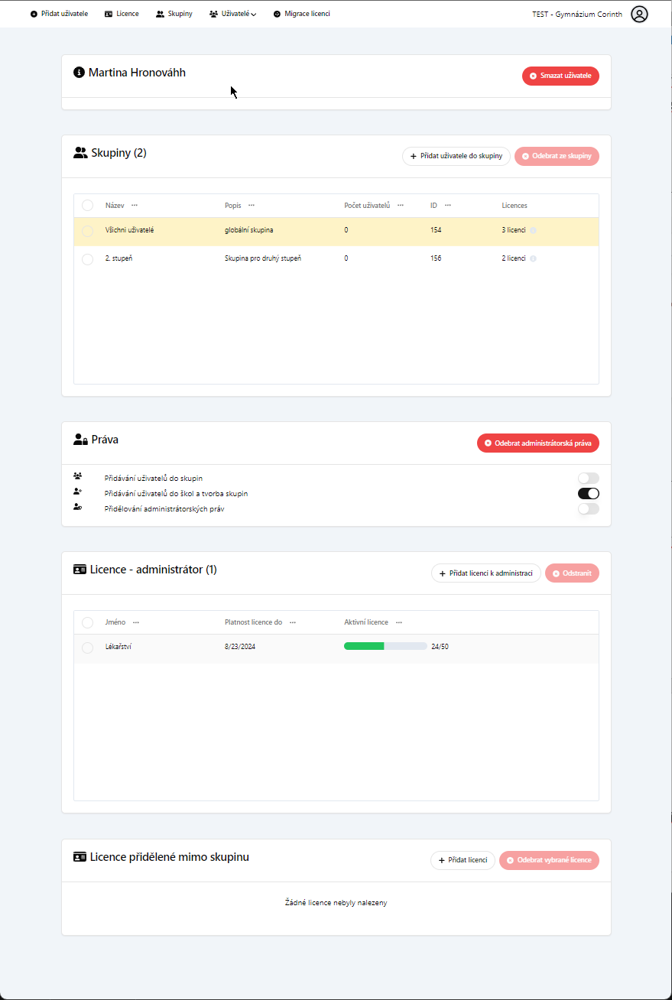 Přidat uživatele Licence Skupiny Uživatelé Migrace licencí TEST - Gymnázium Corinth
Martina Hronováhh Smazat uživatele
Skupiny (2) + Přidat uživatele do skupiny Odebrat ze skupiny
Název ··· Popis ··· Počet uživatelů ··· ID ··· Licences
Všichni uživatelé globální skupina 0 154 3 licencí
2. stupeň Skupina pro druhý stupeň 0 156 2 licencí
Práva Odebrat administrátorská práva
Přidávání uživatelů do skupin
Přidávání uživatelů do škol a tvorba skupin
Přidělování administrátorských práv
Licence - administrátor (1) + Přidat licenci k administraci Odstranit
Jméno ··· Platnost licence do ··· Aktivní licence ···
Lékařství 8/23/2024 24/50
Licence přidělené mimo skupinu + Přidat licenci Odebrat vybrané licence
Žádné licence nebyly nalezeny